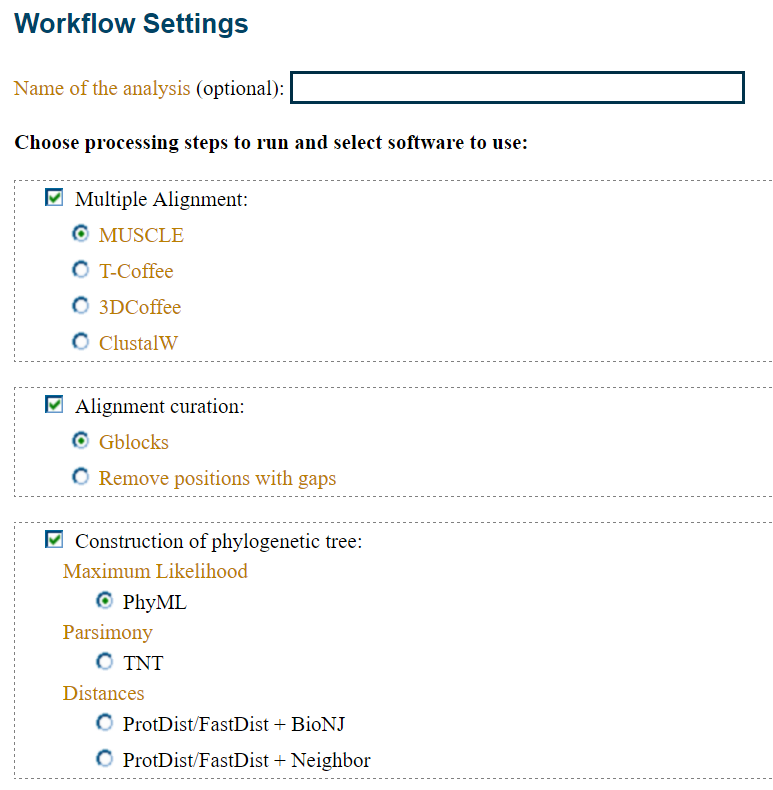 Workflow Settings
Name of the analysis (optional):
Choose processing steps to run and select software to use:
Multiple Alignment:
MUSCLE
T-Coffee
3DCoffee
ClustalW
Alignment curation:
Gblocks
Remove positions with gaps
Construction of phylogenetic tree:
Maximum Likelihood
PhyML
Parsimony
TNT
Distances
ProtDist/FastDist + BioNJ
ProtDist/FastDist + Neighbor